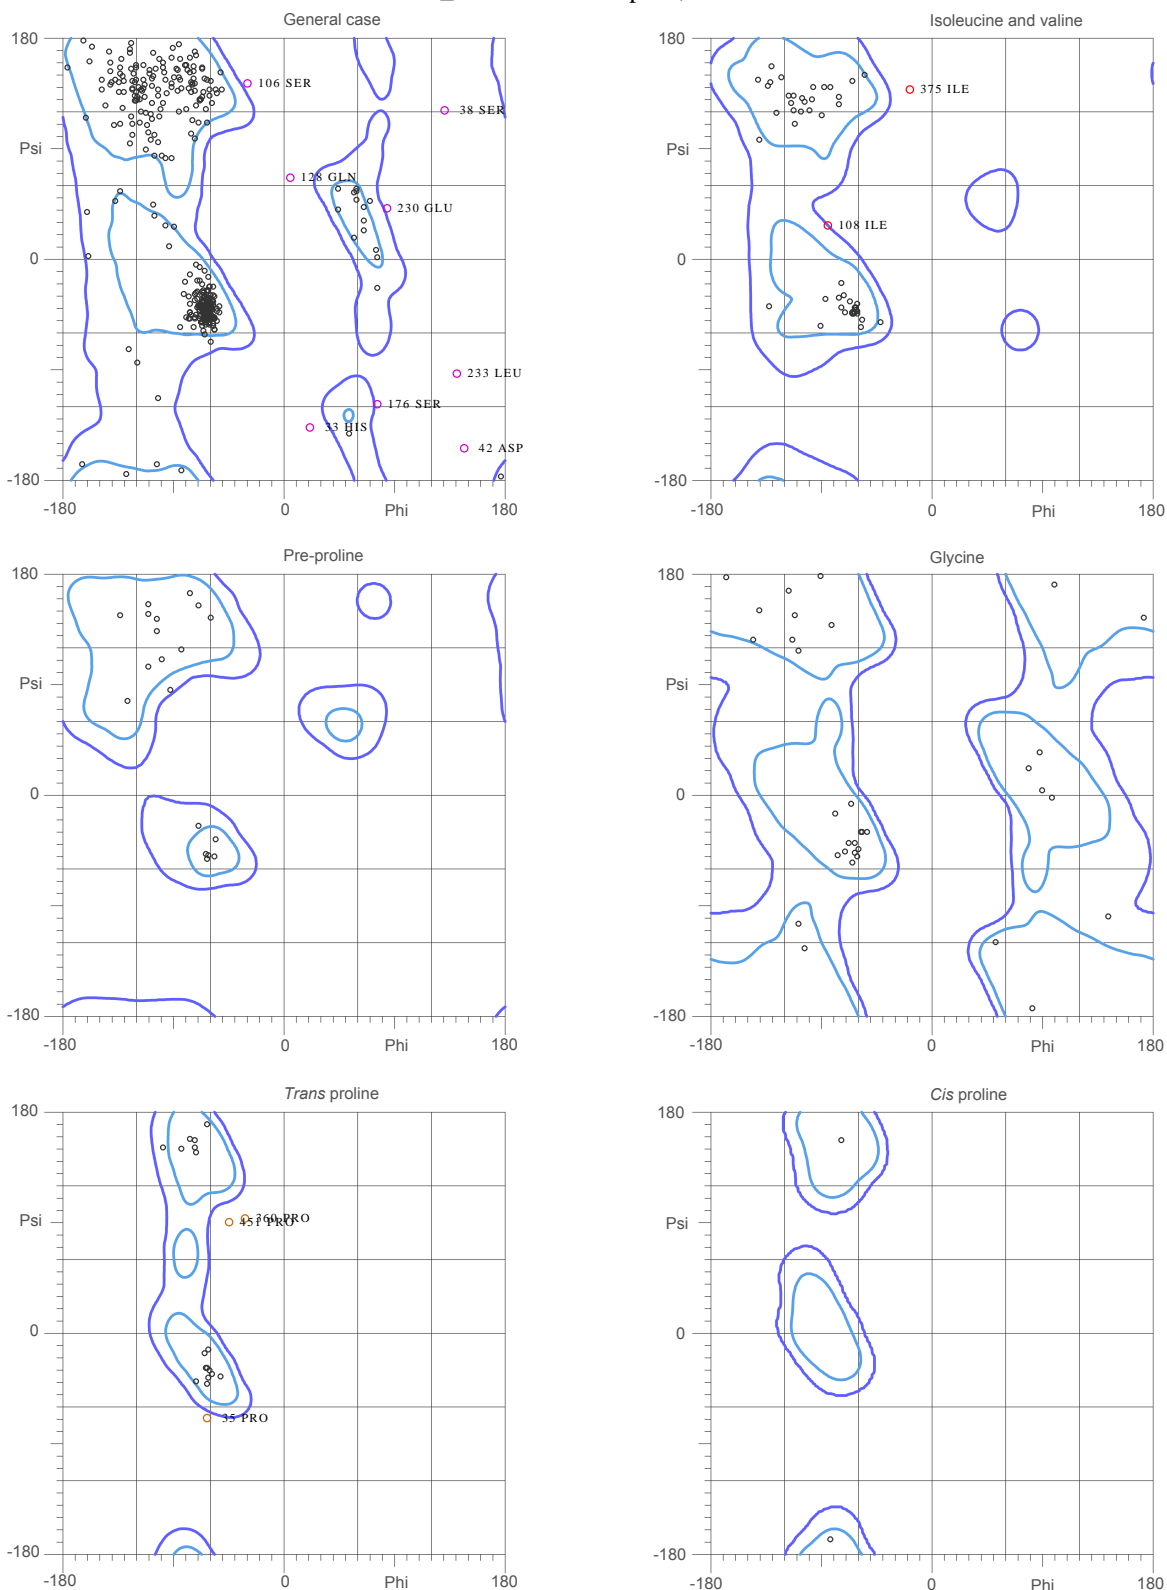 General case
180
106 SER
38 SER
Psi
128 GLN
230 GLU
0
233 LEU
176 SER
33 HIS
42 ASP
-180
-180
0
Phi
180
Isoleucine and valine
180
375 ILE
Psi
108 ILE
0
-180
-180
0
Phi
180
Pre-proline
180
Psi
0
-180
-180
0
Phi
180
Glycine
180
Psi
0
-180
-180
0
Phi
180
Trans proline
180
Psi
360 PRO
451 PRO
0
35 PRO
-180
-180
0
Phi
180
Cis proline
180
Psi
0
-180
-180
0
Phi
180